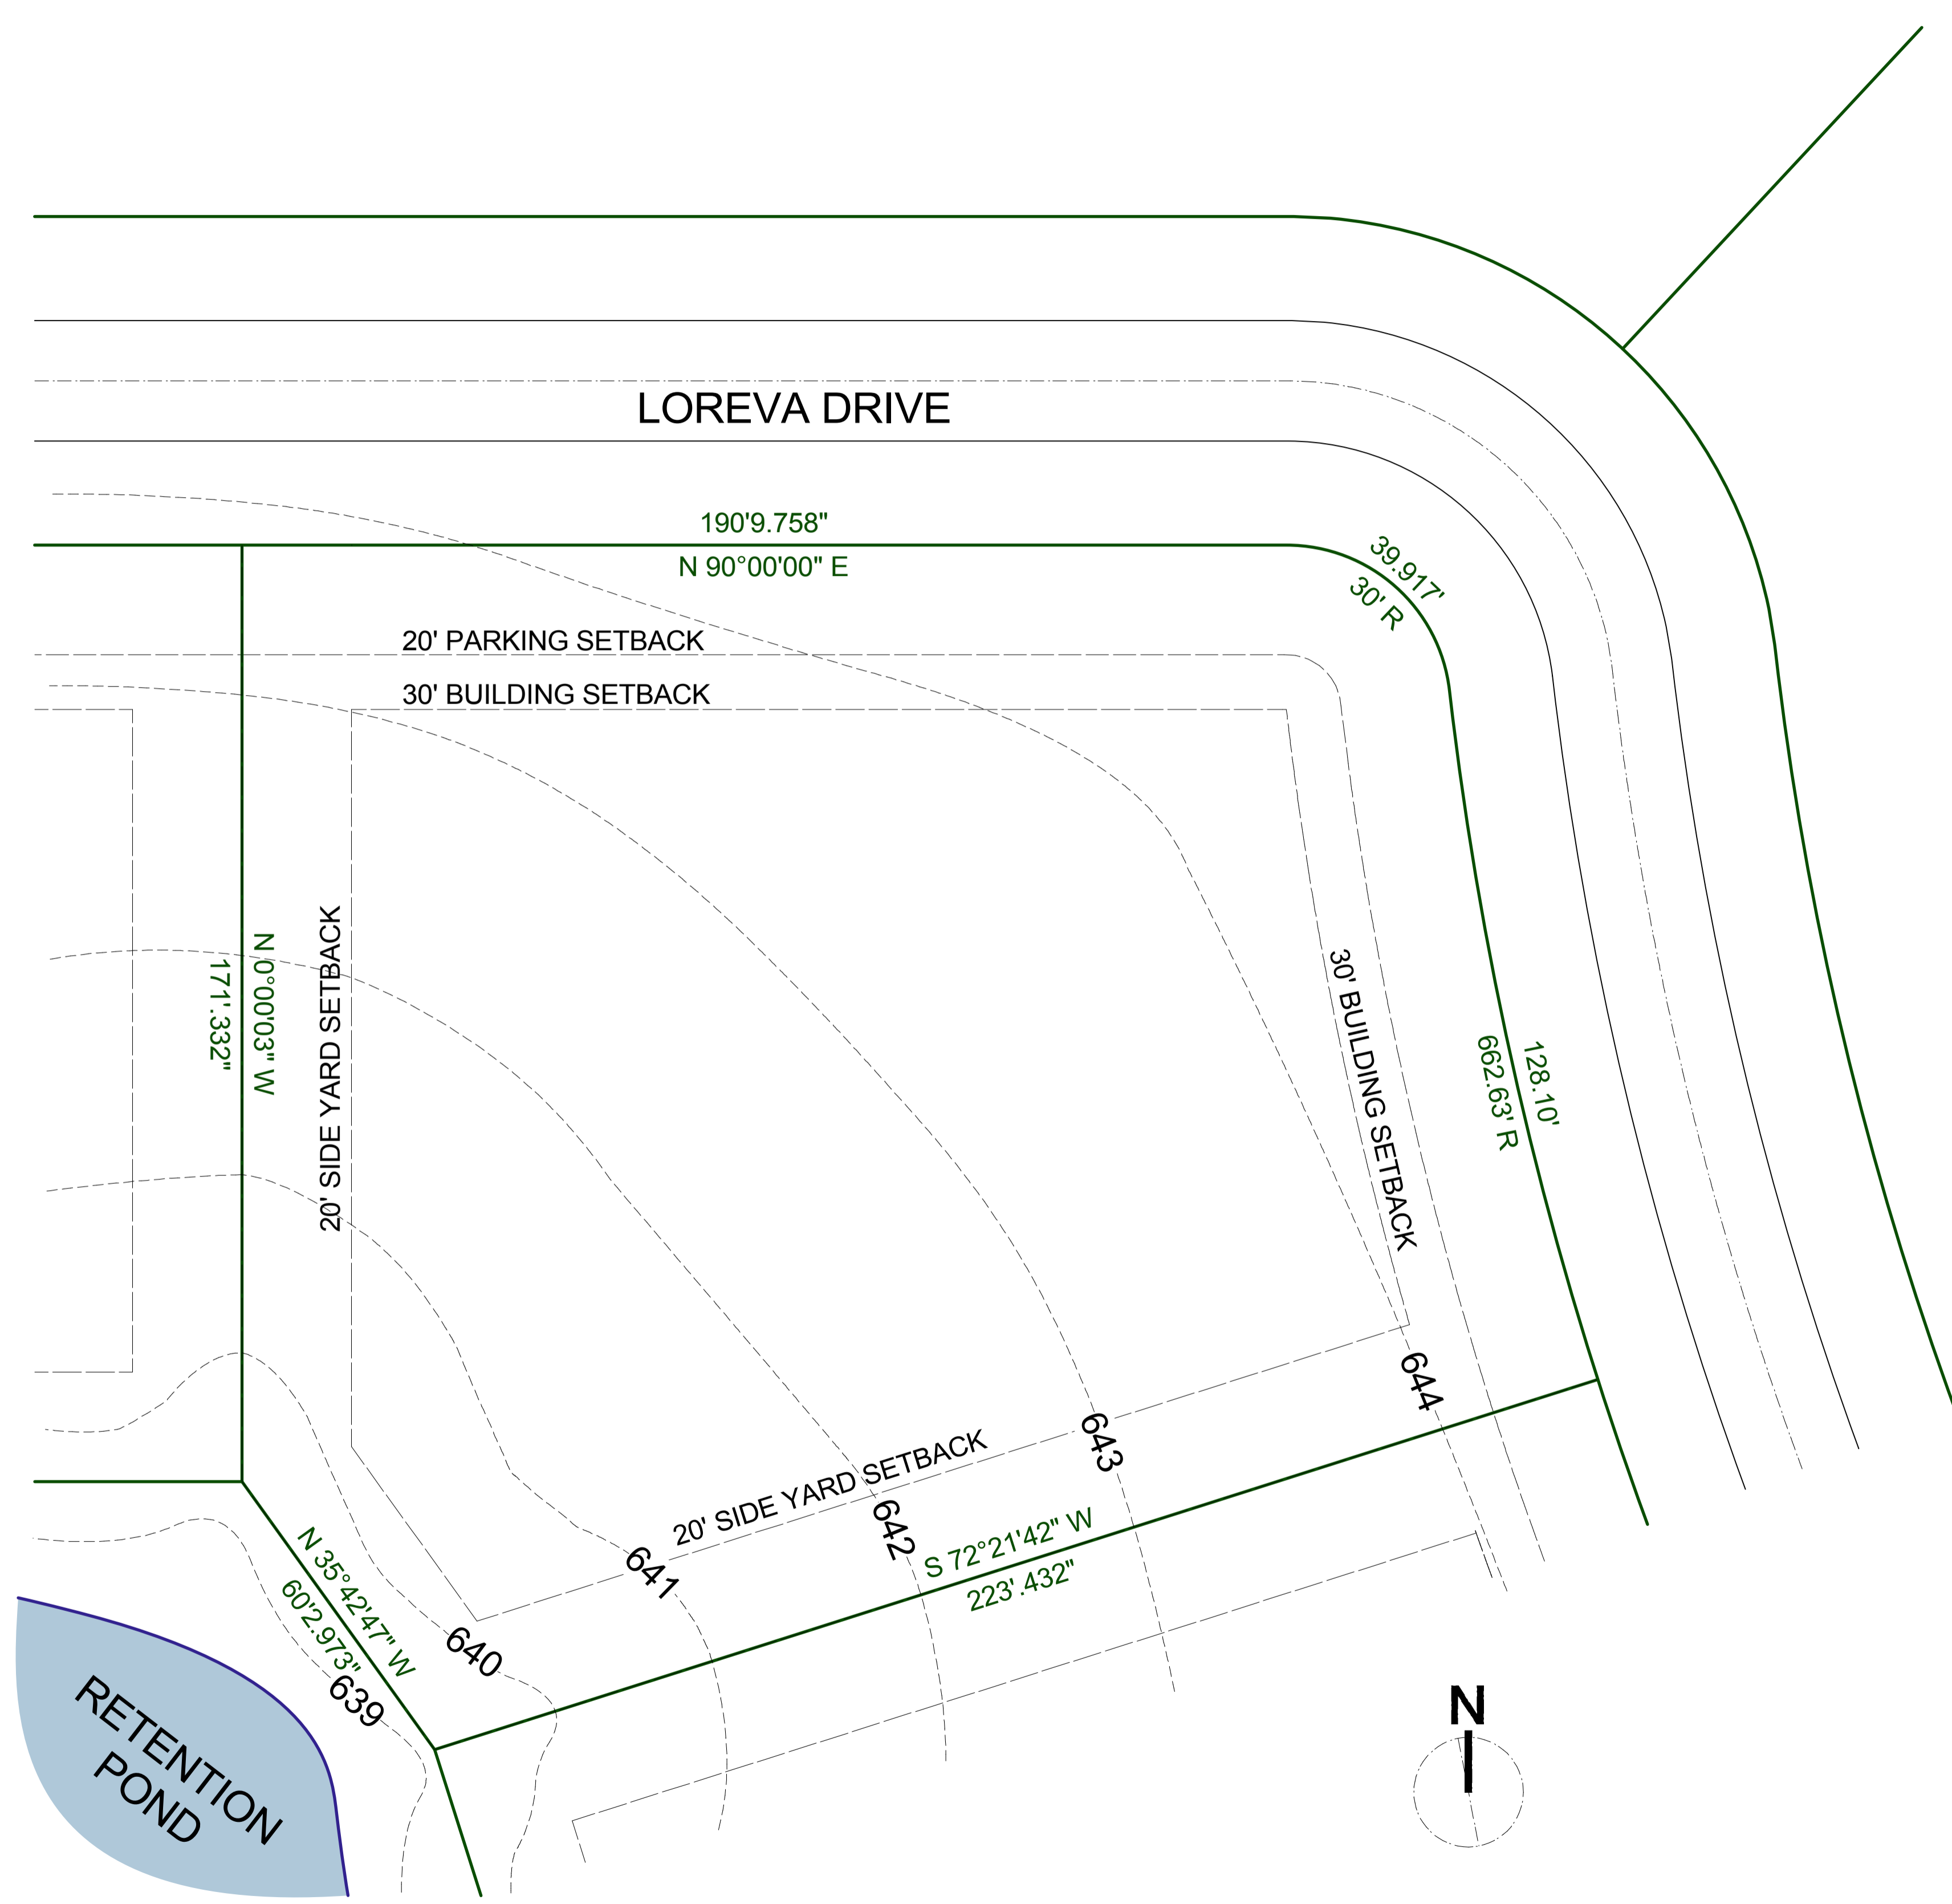 LOREVA DRIVE
190'9.758"
N 90°00'00" E
39.917'
30' R
20' PARKING SETBACK
30' BUILDING SETBACK
N 0°00'03" W
171'.332"
20' SIDE YARD SETBACK
30' BUILDING SETBACK
128.10'
662.63' R
644
643
20' SIDE YARD SETBACK
642
S 72°21'42" W
223'.432"
641
640
N 35°42'47" W
60'2.973"
639
RETENTION
POND
N